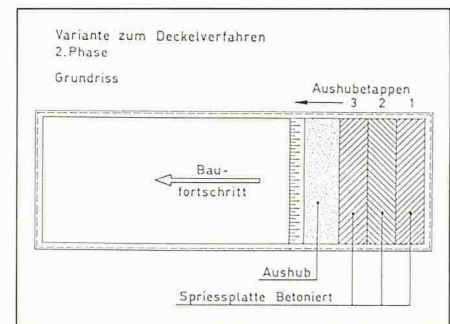 Variante zum Deckelverfahren
2.Phase
Grundriss
Aushubetappen
3 2 1
Bau-
fortschritt
Aushub
Spriessplatte Betoniert